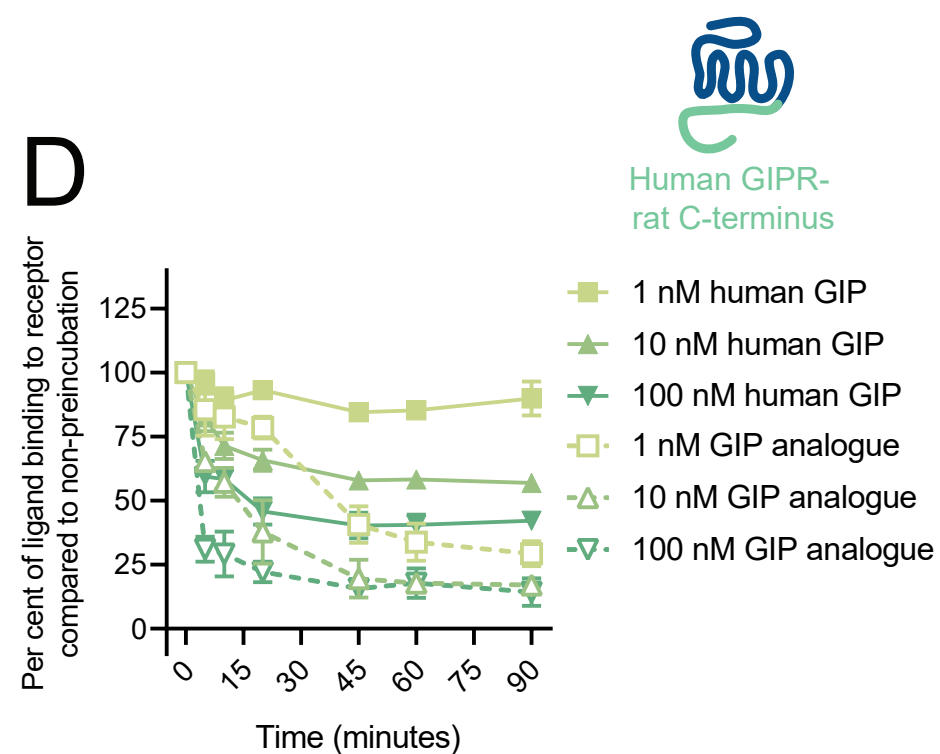 D
Human GIPR-
rat C-terminus
Per cent of ligand binding to receptor
compared to non-preincubation
125
100
75
50
25
0
0
15
30
45
60
75
90
Time (minutes)
1 nM human GIP
10 nM human GIP
100 nM human GIP
1 nM GIP analogue
10 nM GIP analogue
100 nM GIP analogue